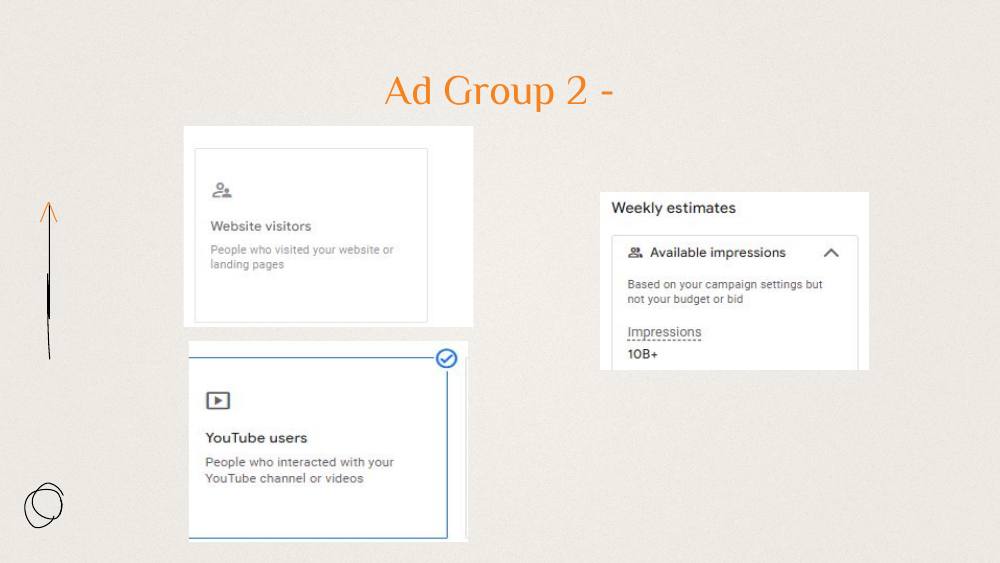 Ad Group 2 -
Website visitors
People who visited your website or
landing pages
YouTube users
People who interacted with your
YouTube channel or videos
Weekly estimates
Available impressions
Based on your campaign settings but
not your budget or bid
Impressions
10B+